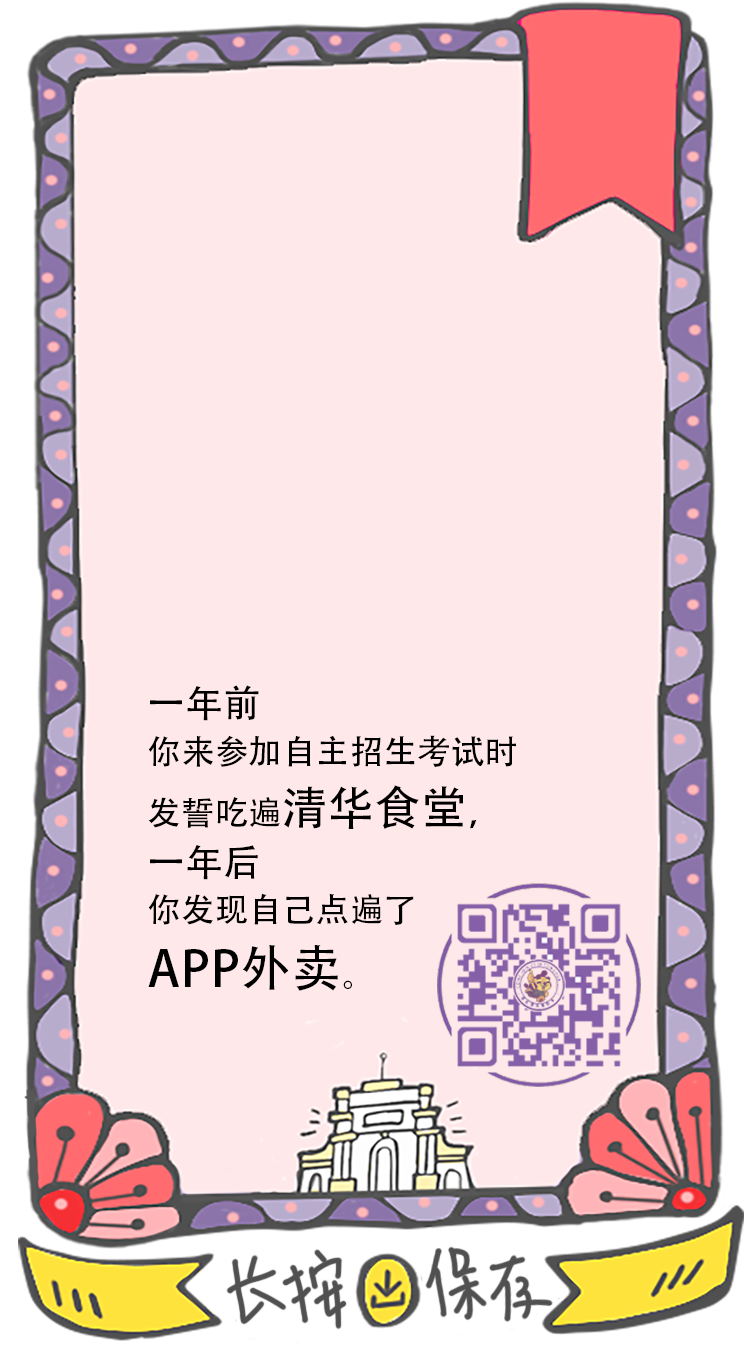 一年前
你来参加自主招生考试时
发誓吃遍清华食堂，
一年后
你发现自己点遍了
APP外卖。
长按 保存